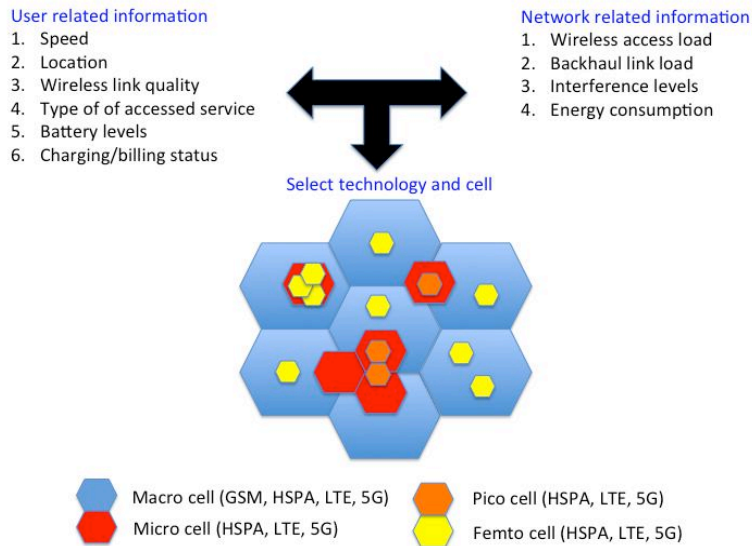 User related information
1. Speed
2. Location
3. Wireless link quality
4. Type of of accessed service
5. Battery levels
6. Charging/billing status
Network related information
1. Wireless access load
2. Backhaul link load
3. Interference levels
4. Energy consumption
Select technology and cell
Macro cell (GSM, HSPA, LTE, 5G)
Pico cell (HSPA, LTE, 5G)
Micro cell (HSPA, LTE, 5G)
Femto cell (HSPA, LTE, 5G)